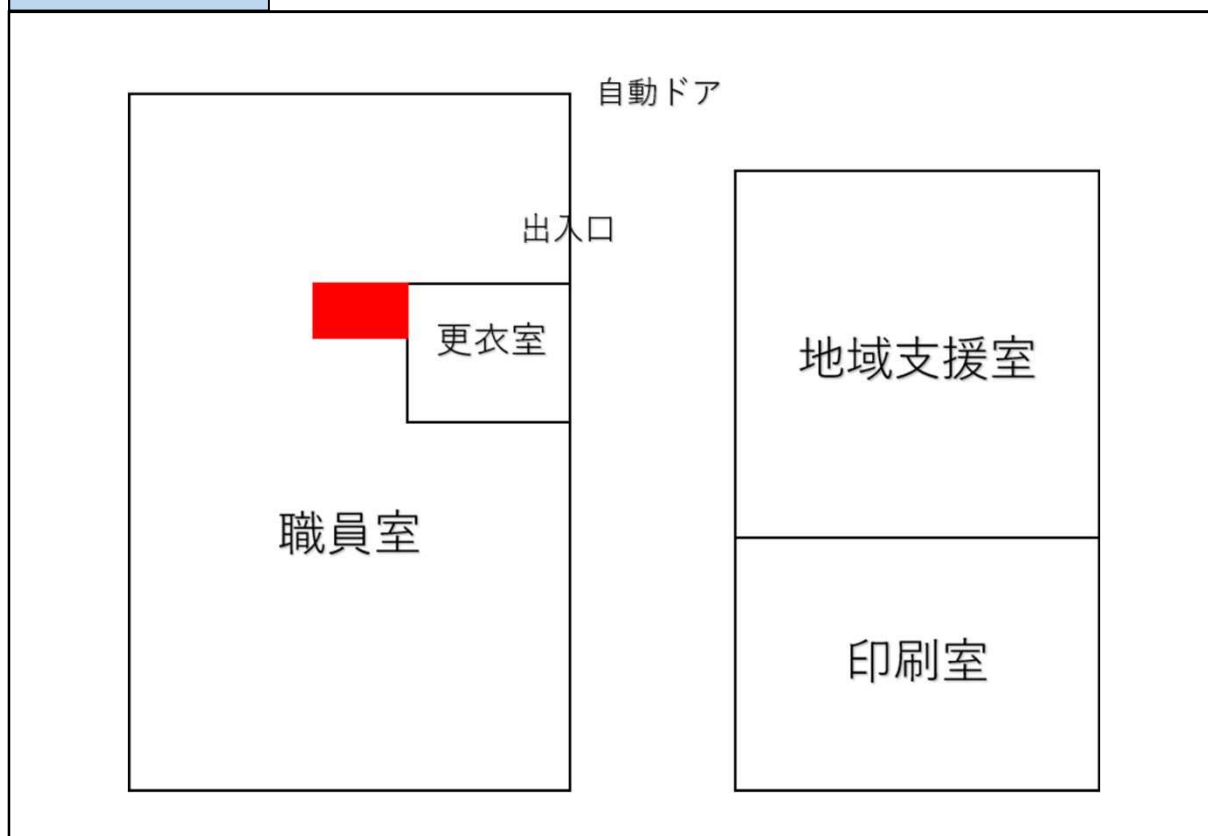 自動ドア
出入口
更衣室
地域支援室
職員室
印刷室